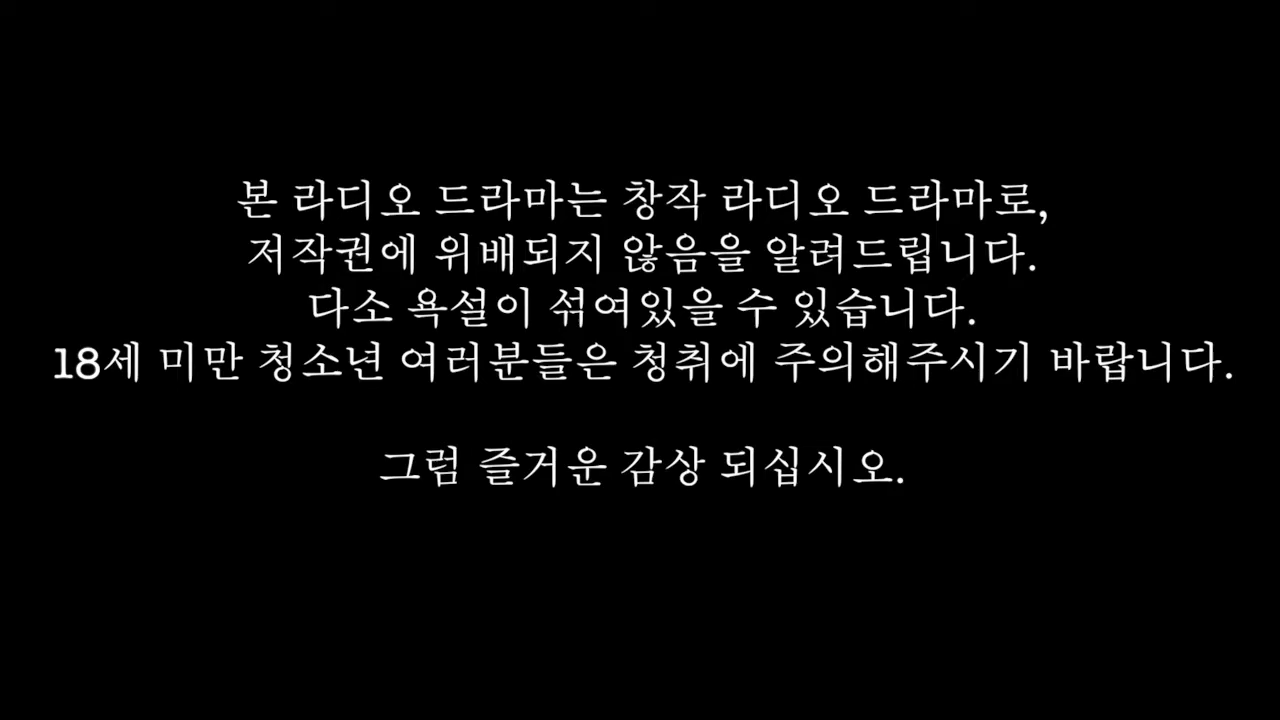 본 라디오 드라마는 창작 라디오 드라마로,
저작권에 위배되지 않음을 알려드립니다.
다소 욕설이 섞여있을 수 있습니다.
18세 미만 청소년 여러분들은 청취에 주의해주시기 바랍니다.
그럼 즐거운 감상 되십시오.